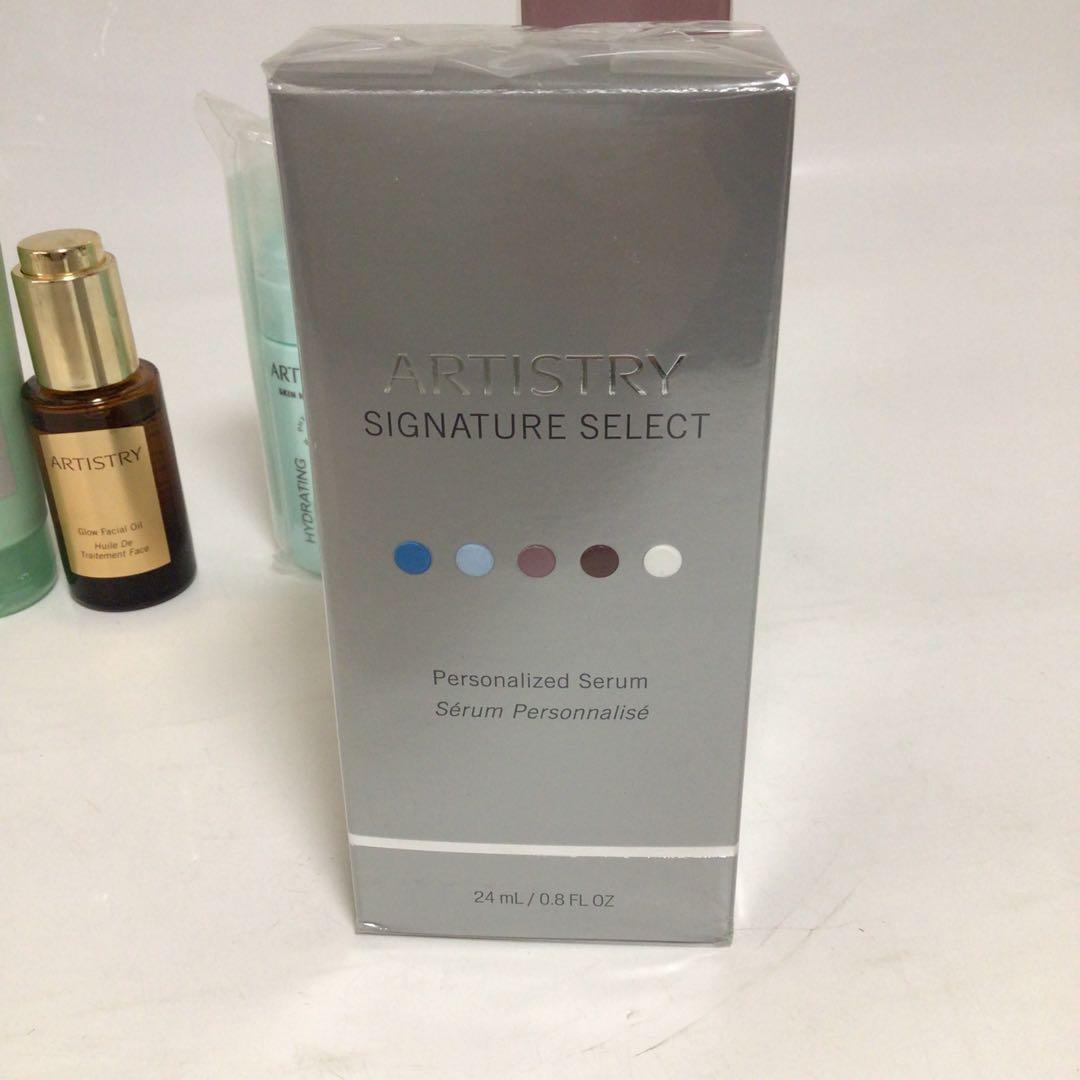 ARTISTRY
SIGNATURE SELECT
Personalized Serum
Sérum Personnalisé
24 mL / 0.8 FL OZ
ARTISTRY
Glow Facial Oil
Huile De
Traitement Face
HYDRATING